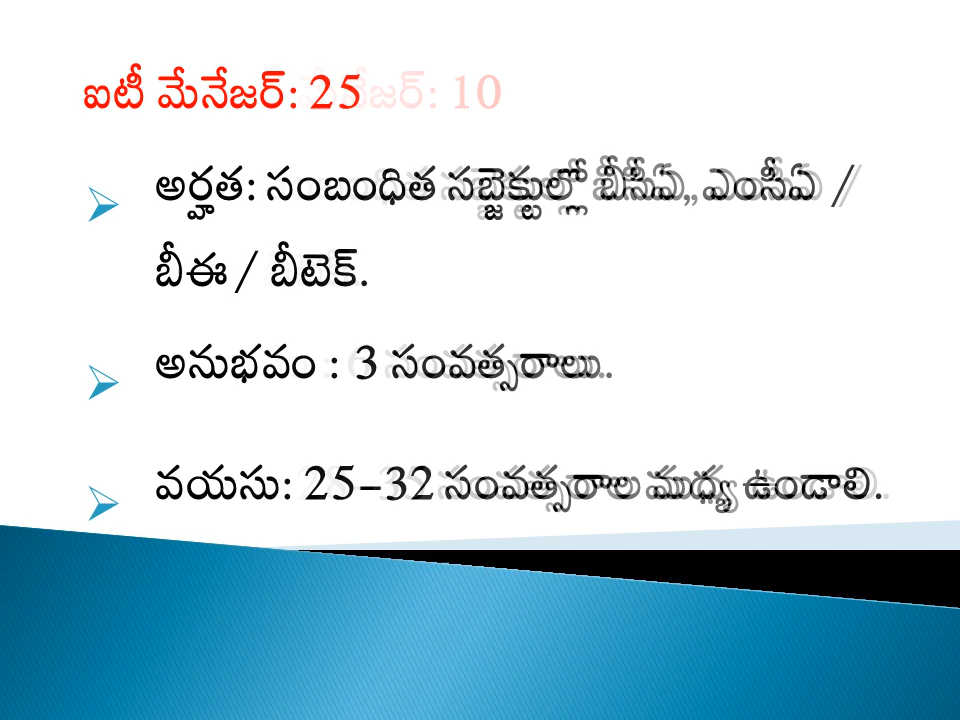 ఐటీ మేనేజర్: 25
అర్హత: సంబంధిత సబ్జెక్టుల్లో బీసీఏ, ఎంసీఏ /
బీఈ / బీటెక్.
అనుభవం : 3 సంవత్సరాలు.
వయసు: 25-32 సంవత్సరాల మధ్య ఉండాలి.